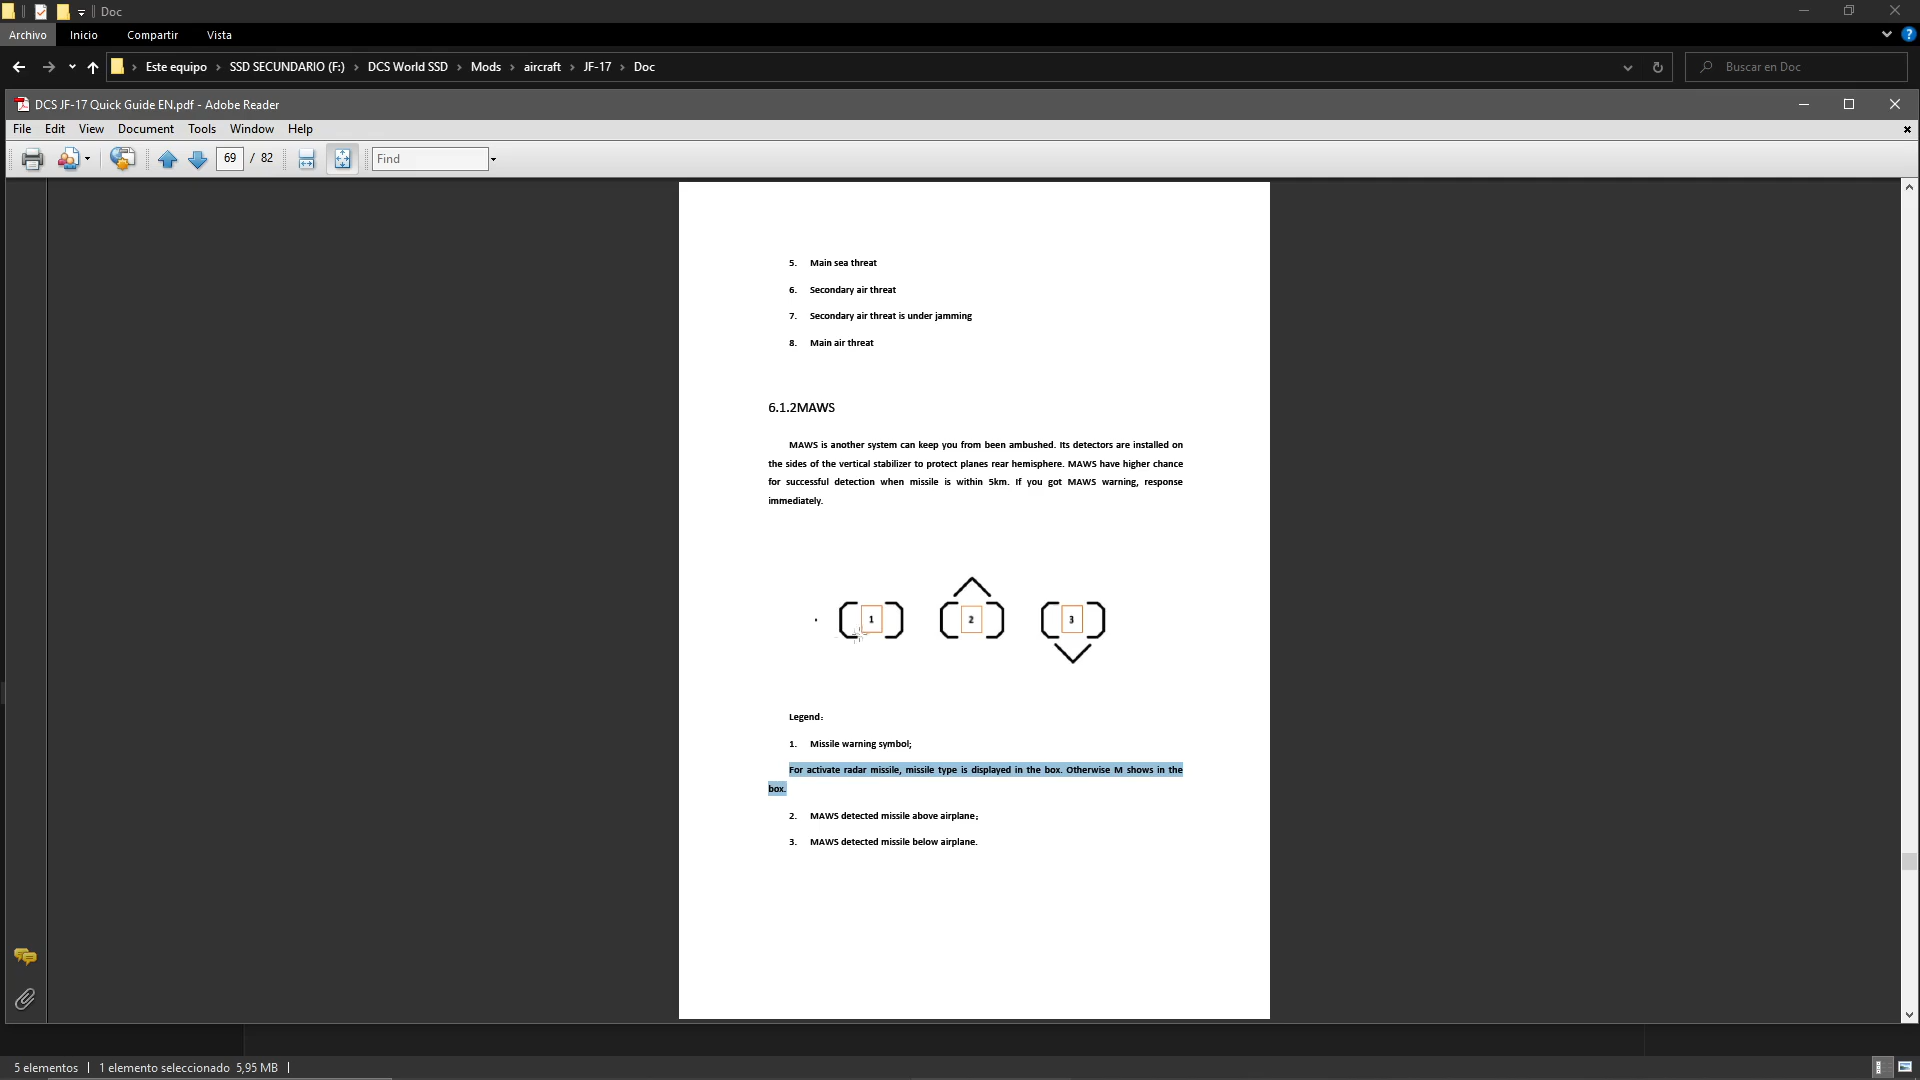 Doc
Archivo Inicio Compartir Vista
Este equipo › SSD SECUNDARIO (F:) › DCS World SSD › Mods › aircraft › JF-17 › Doc
Buscar en Doc
DCS JF-17 Quick Guide EN.pdf - Adobe Reader
File Edit View Document Tools Window Help
69 / 82 Find
5. Main sea threat
6. Secondary air threat
7. Secondary air threat is under jamming
8. Main air threat
6.1.2MAWS
MAWS is another system can keep you from been ambushed. Its detectors are installed on
the sides of the vertical stabilizer to protect planes rear hemisphere. MAWS have higher chance
for successful detection when missile is within 5km. If you got MAWS warning, response
immediately.
1 2 3
Legend：
1. Missile warning symbol;
For activate radar missile, missile type is displayed in the box. Otherwise M shows in the
box.
2. MAWS detected missile above airplane；
3. MAWS detected missile below airplane.
5 elementos 1 elemento seleccionado 5,95 MB